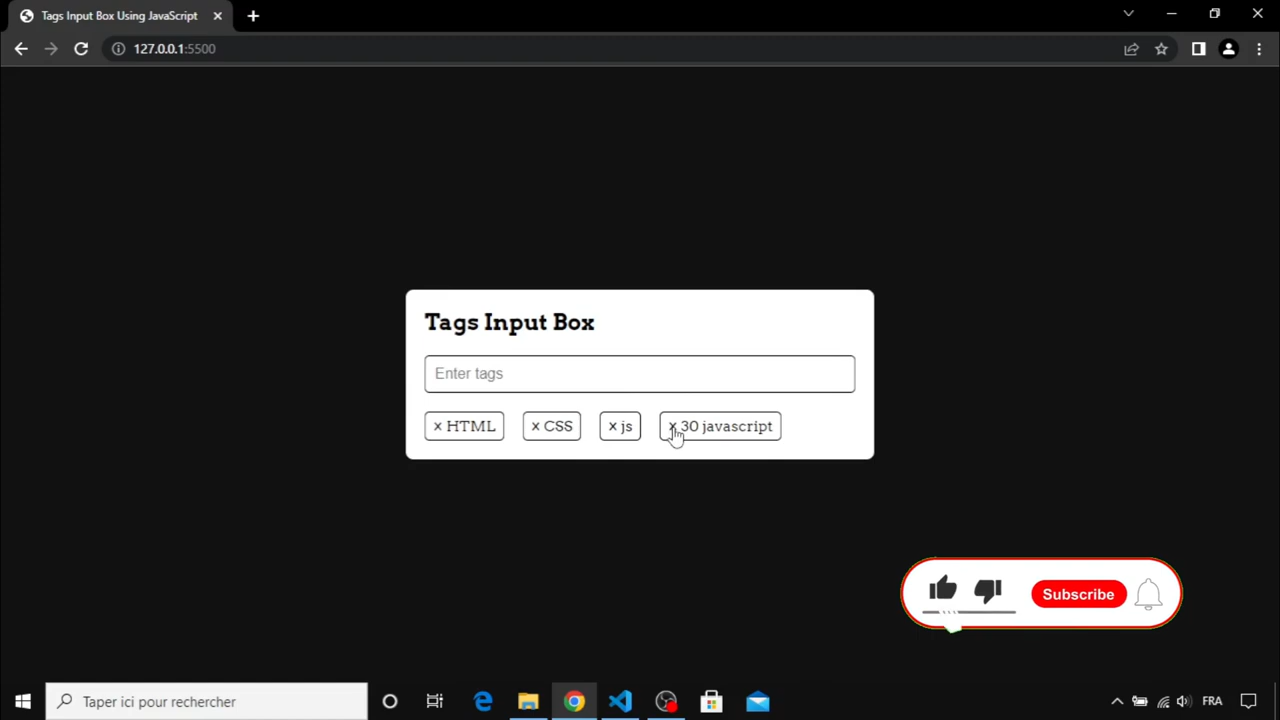 Tags Input Box Using JavaScript
127.0.0.1:5500
Tags Input Box
Enter tags
× HTML × CSS × js × 30 javascript
Subscribe
Taper ici pour rechercher
FRA